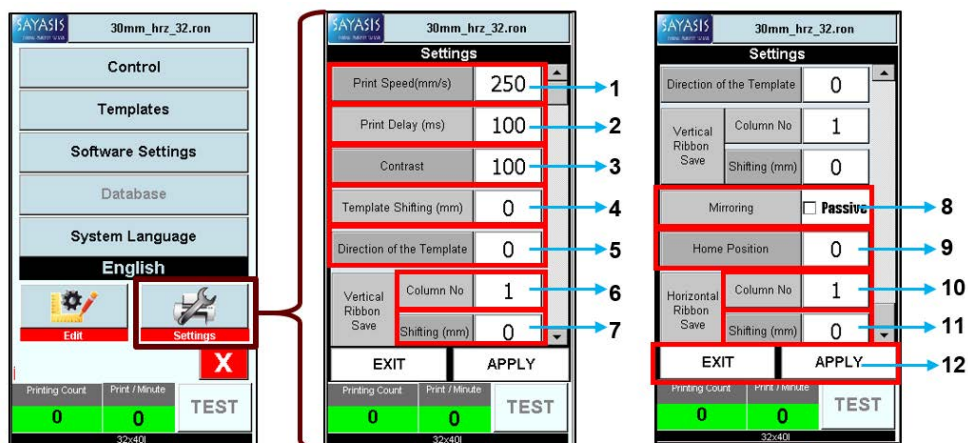 SAYASIS
30mm_hrz_32.ron
Control
Templates
Software Settings
Database
System Language
English
Edit
Settings
X
Printing Count
Print / Minute
0
0
TEST
32x40l
SAYASIS
30mm_hrz_32.ron
Settings
Print Speed(mm/s)
250
1
Print Delay (ms)
100
2
Contrast
100
3
Template Shifting (mm)
0
4
Direction of the Template
0
5
Vertical
Ribbon
Save
Column No
1
6
Shifting (mm)
0
7
EXIT
APPLY
Printing Count
Print / Minute
0
0
TEST
32x40l
SAYASIS
30mm_hrz_32.ron
Settings
Direction of the Template
0
Vertical
Ribbon
Save
Column No
1
Shifting (mm)
0
Mirroring
Passive
8
Home Position
0
9
Horizontal
Ribbon
Save
Column No
1
10
Shifting (mm)
0
11
EXIT
APPLY
12
Printing Count
Print / Minute
0
0
TEST
32x40l